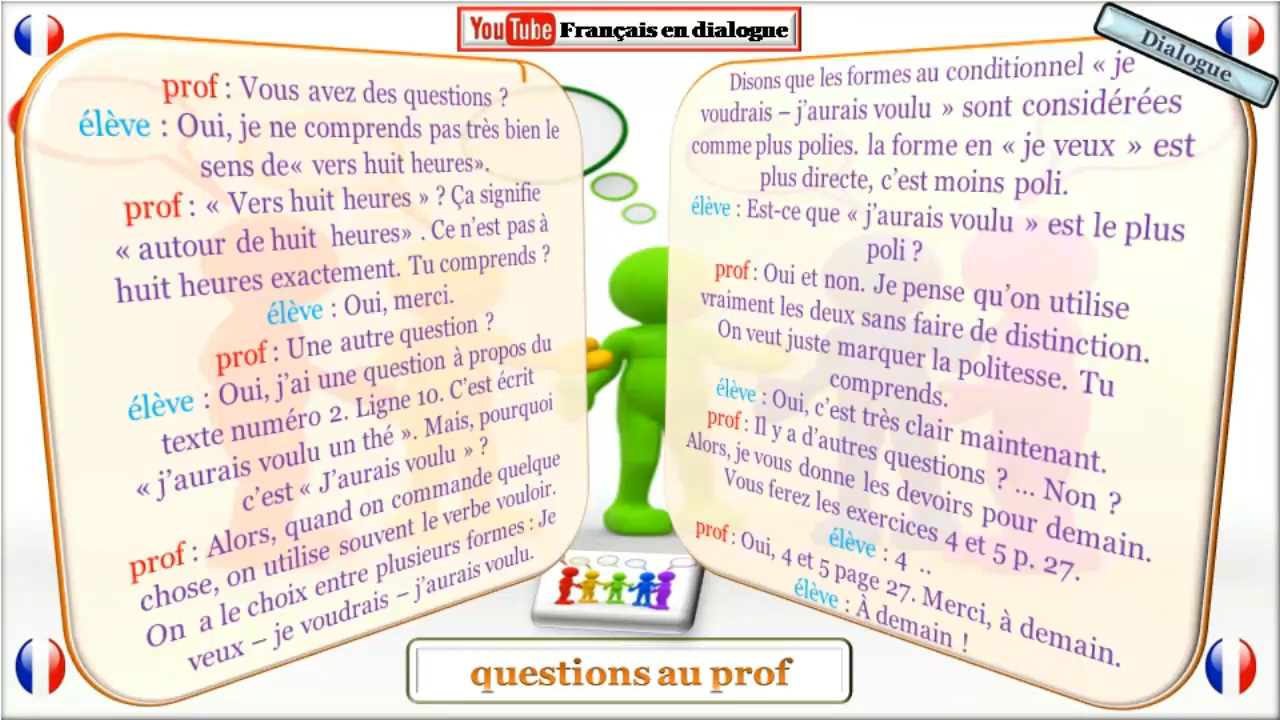 YouTube Français en dialogue
Dialogue
prof : Vous avez des questions ?
élève : Oui, je ne comprends pas très bien le
sens de« vers huit heures».
prof : « Vers huit heures » ? Ça signifie
« autour de huit heures» . Ce n'est pas à
huit heures exactement. Tu comprends ?
élève : Oui, merci.
prof : Une autre question ?
élève : Oui, j'ai une question à propos du
texte numéro 2. Ligne 10. C'est écrit
« j'aurais voulu un thé ». Mais, pourquoi
c'est « J'aurais voulu » ?
prof : Alors, quand on commande quelque
chose, on utilise souvent le verbe vouloir.
On a le choix entre plusieurs formes : Je
veux – je voudrais – j'aurais voulu.
Disons que les formes au conditionnel « je
voudrais – j'aurais voulu » sont considérées
comme plus polies. la forme en « je veux » est
plus directe, c'est moins poli.
élève : Est-ce que « j'aurais voulu » est le plus
poli ?
prof : Oui et non. Je pense qu'on utilise
vraiment les deux sans faire de distinction.
On veut juste marquer la politesse. Tu
comprends.
élève : Oui, c'est très clair maintenant.
prof : Il y a d'autres questions ? ... Non ?
Alors, je vous donne les devoirs pour demain.
Vous ferez les exercices 4 et 5 p. 27.
élève : 4 ..
prof : Oui, 4 et 5 page 27. Merci, à demain.
élève : À demain !
questions au prof